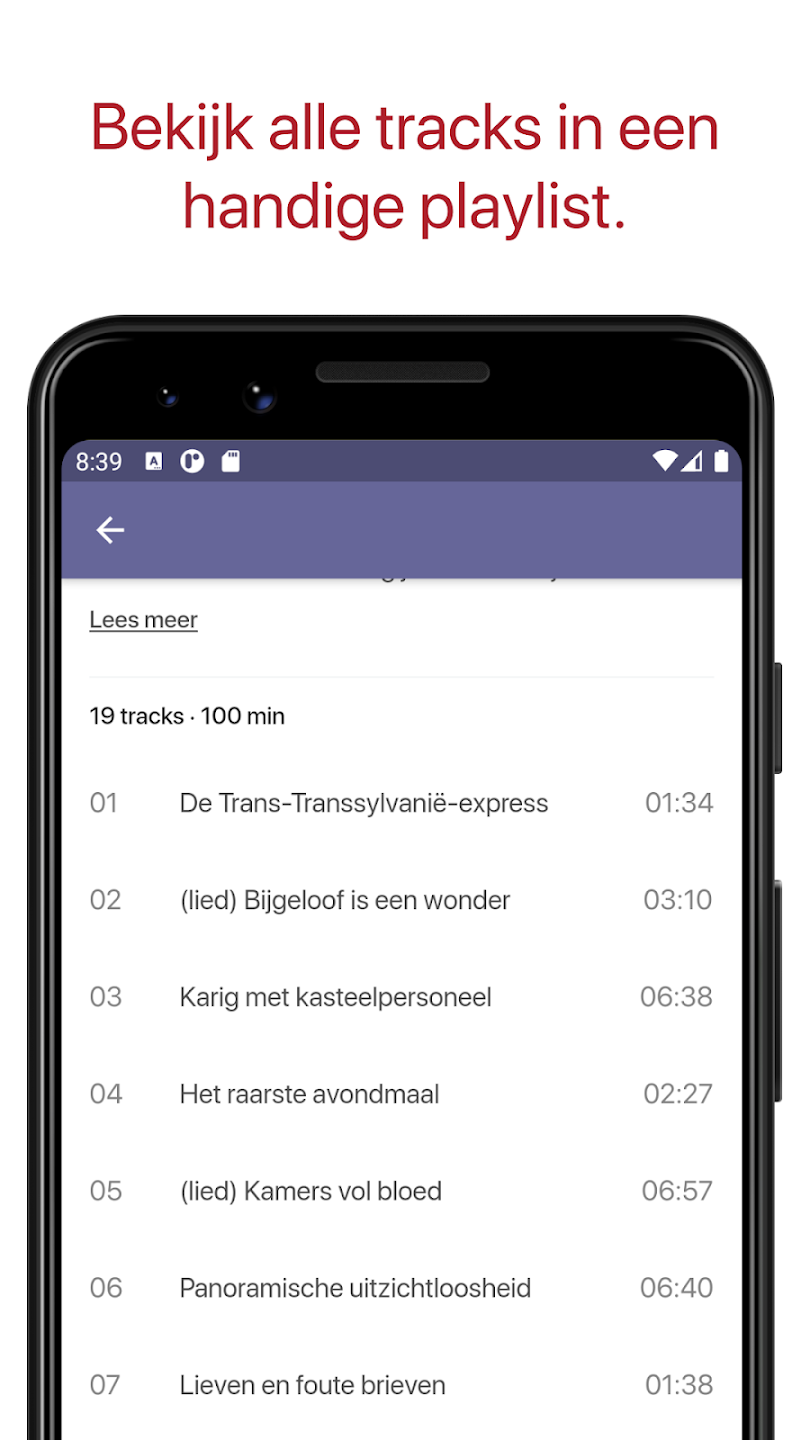 Bekijk alle tracks in een
handige playlist.
8:39
Lees meer
19 tracks · 100 min
01 De Trans-Transsylvanië-express 01:34
02 (lied) Bijgeloof is een wonder 03:10
03 Karig met kasteelpersoneel 06:38
04 Het raarste avondmaal 02:27
05 (lied) Kamers vol bloed 06:57
06 Panoramische uitzichtloosheid 06:40
07 Lieven en foute brieven 01:38